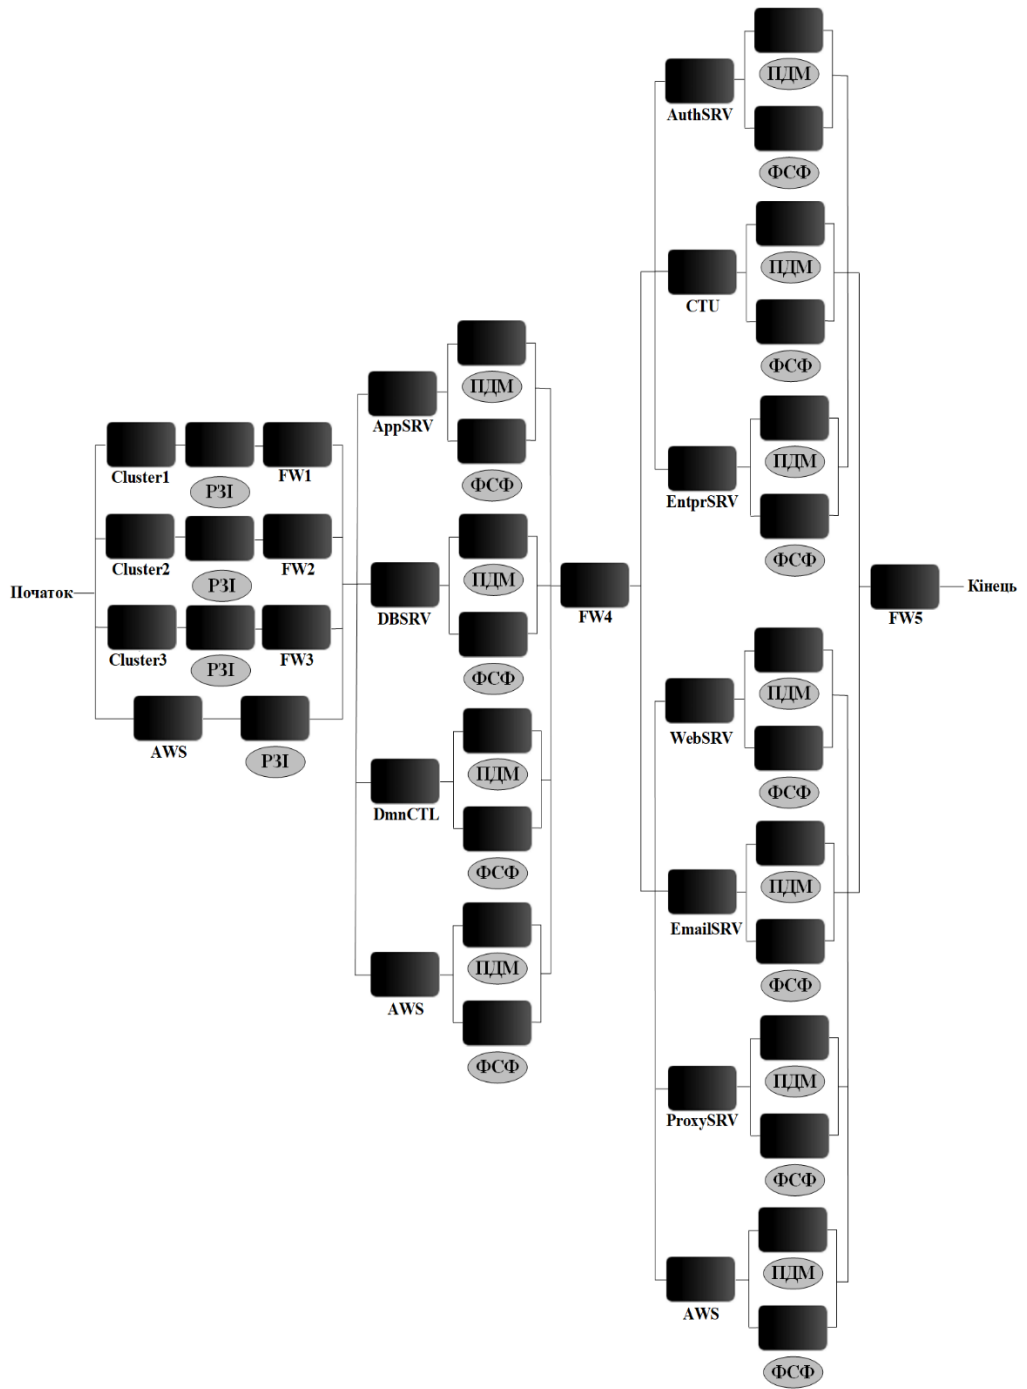 Початок
Cluster1
РЗІ
FW1
Cluster2
РЗІ
FW2
Cluster3
РЗІ
FW3
AWS
РЗІ
AppSRV
ПДМ
ФСФ
DBSRV
ПДМ
ФСФ
DmnCTL
ПДМ
ФСФ
AWS
ПДМ
ФСФ
FW4
AuthSRV
ПДМ
ФСФ
CTU
ПДМ
ФСФ
EntprSRV
ПДМ
ФСФ
WebSRV
ПДМ
ФСФ
EmailSRV
ПДМ
ФСФ
ProxySRV
ПДМ
ФСФ
AWS
ПДМ
ФСФ
FW5
Кінець